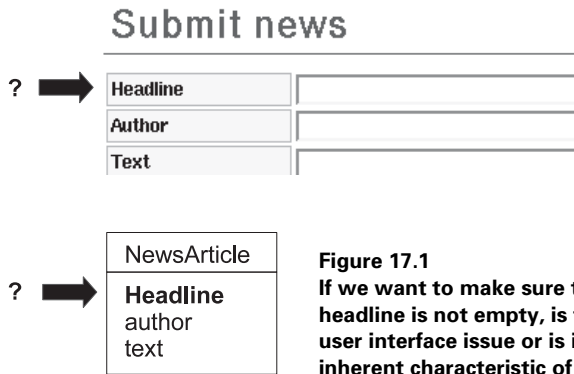 Submit news
?
Headline
Author
Text
NewsArticle
?
Headline
author
text
Figure 17.1
If we want to make sure
headline is not empty, is
user interface issue or is
inherent characteristic of